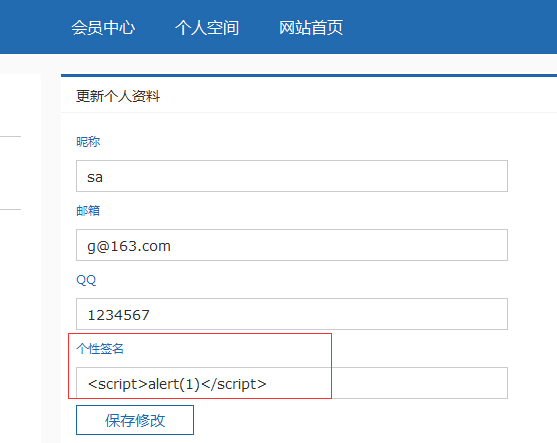 会员中心 个人空间 网站首页
更新个人资料
昵称
sa
邮箱
g@163.com
QQ
1234567
个性签名
<script>alert(1)</script>
保存修改